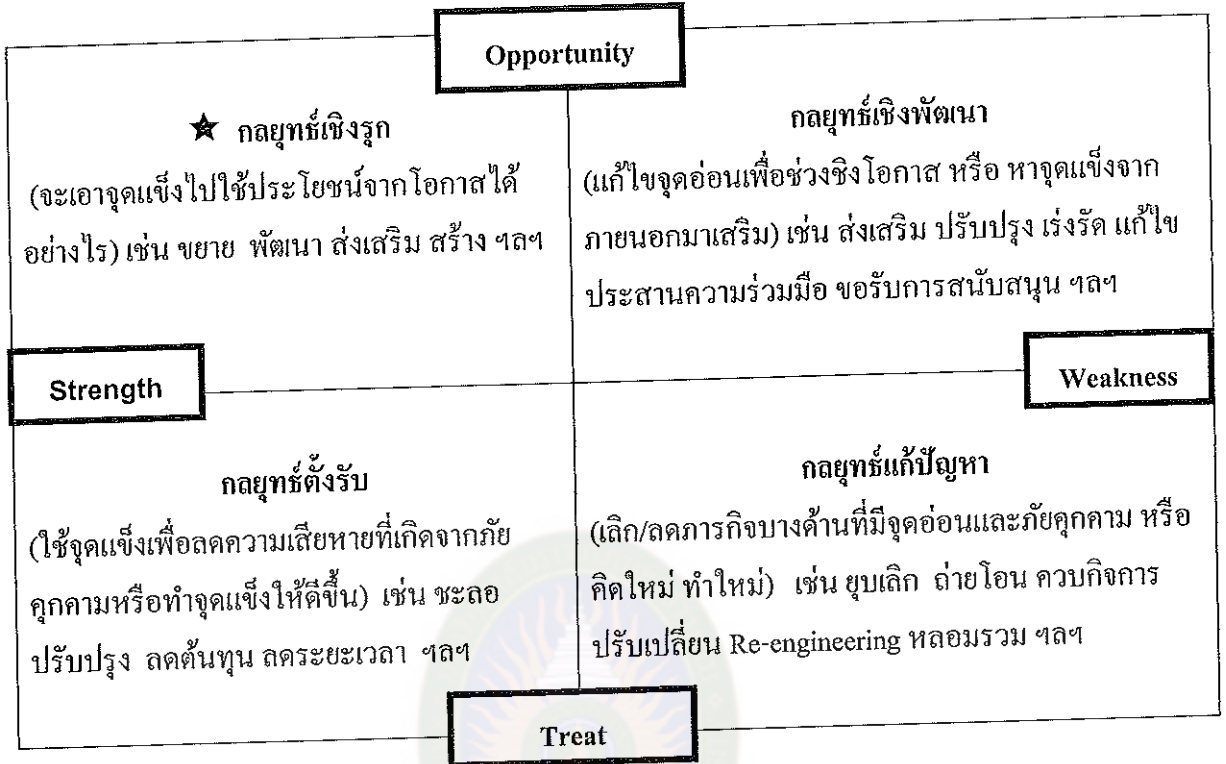 Opportunity
★ กลยุทธ์เชิงรุก
(จะเอาจุดแข็งไปใช้ประโยชน์จากโอกาสได้
อย่างไร) เช่น ขยาย พัฒนา ส่งเสริม สร้าง ฯลฯ
กลยุทธ์เชิงพัฒนา
(แก้ไขจุดอ่อนเพื่อช่วงชิงโอกาส หรือ หาจุดแข็งจาก
ภายนอกมาเสริม) เช่น ส่งเสริม ปรับปรุง เร่งรัด แก้ไข
ประสานความร่วมมือ ขอรับการสนับสนุน ฯลฯ
Strength
Weakness
กลยุทธ์ตั้งรับ
(ใช้จุดแข็งเพื่อลดความเสียหายที่เกิดจากภัย
คุกคามหรือทำจุดแข็งให้ดีขึ้น) เช่น ชะลอ
ปรับปรุง ลดต้นทุน ลดระยะเวลา ฯลฯ
กลยุทธ์แก้ปัญหา
(เลิก/ลดภารกิจบางด้านที่มีจุดอ่อนและภัยคุกคาม หรือ
คิดใหม่ ทำใหม่) เช่น ยุบเลิก ถ่ายโอน ควบกิจการ
ปรับเปลี่ยน Re-engineering หลอมรวม ฯลฯ
Treat